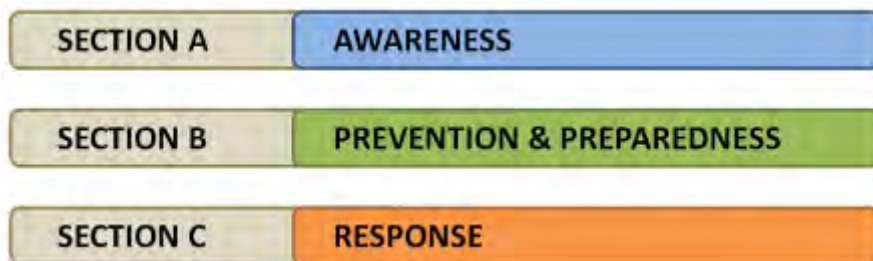 SECTION A AWARENESS
SECTION B PREVENTION & PREPAREDNESS
SECTION C RESPONSE